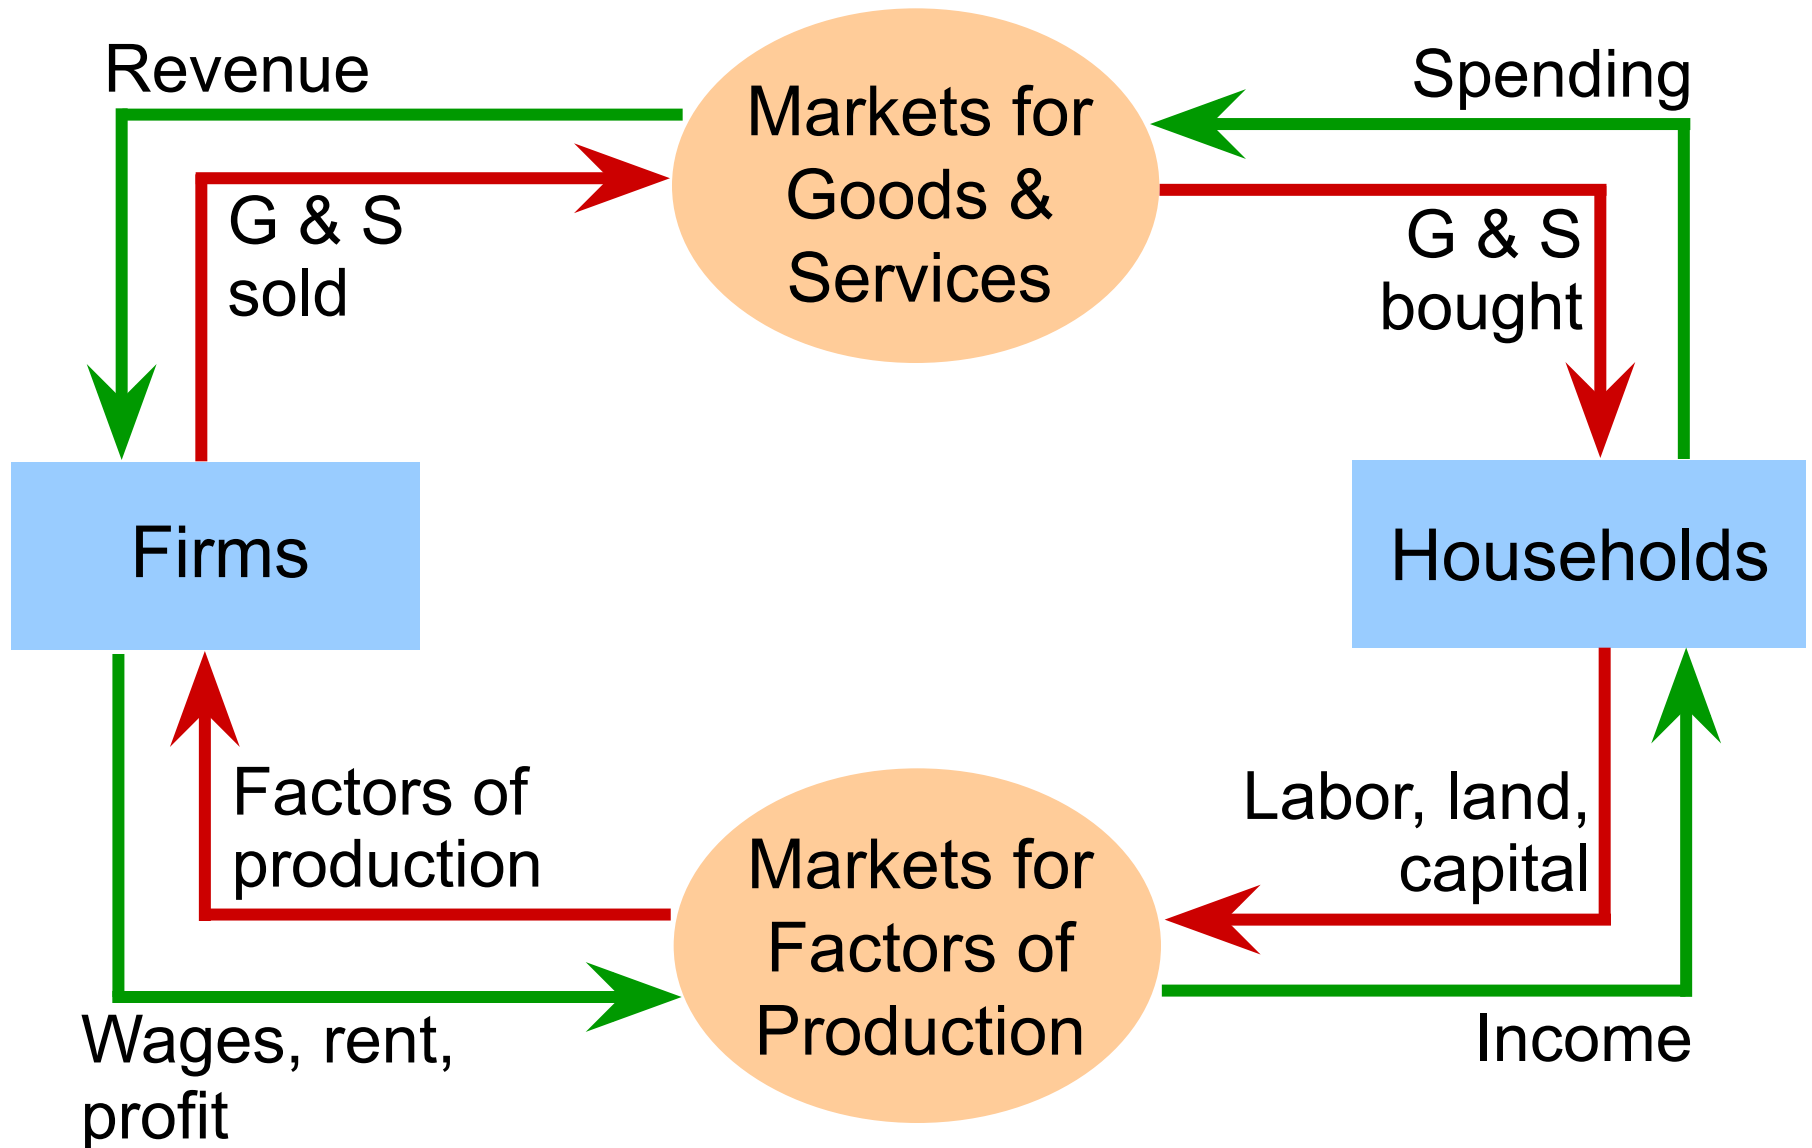 Revenue
Markets for
Goods &
Services
Spending
G & S
sold
G & S
bought
Firms
Households
Factors of
production
Markets for
Factors of
Production
Labor, land,
capital
Wages, rent,
profit
Income